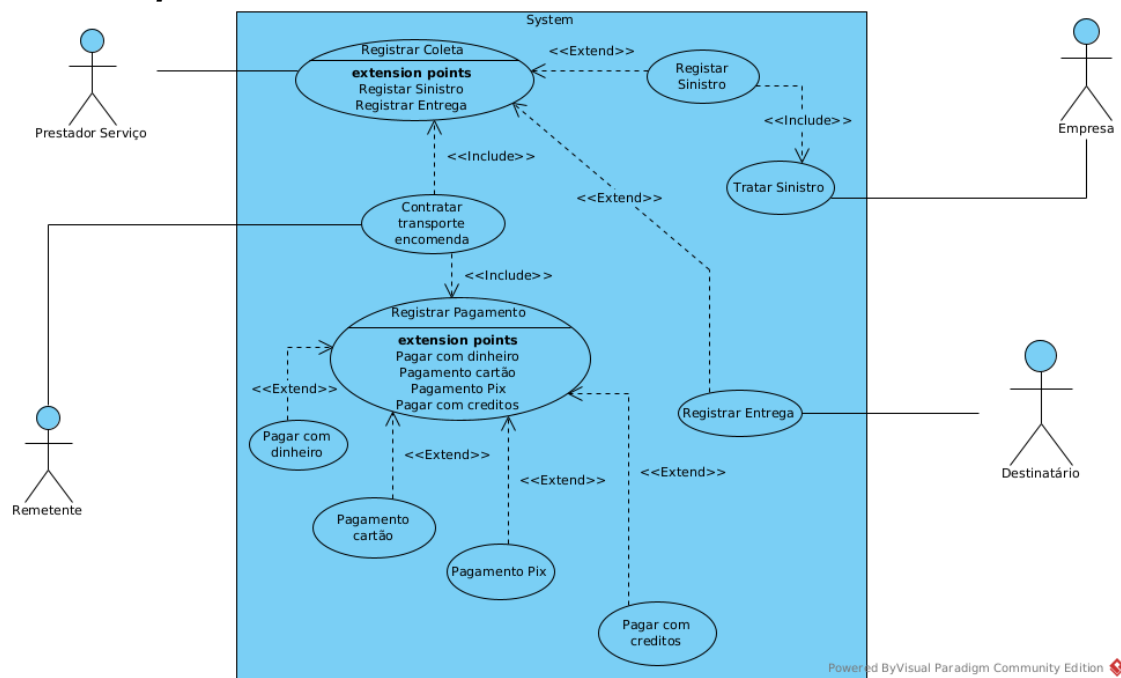 System
Registrar Coleta
extension points
Registar Sinistro
Registrar Entrega
<<Extend>>
Registar
Sinistro
Prestador Serviço
Empresa
<<Include>>
<<Include>>
Tratar Sinistro
<<Extend>>
Contratar
transporte
encomenda
<<Include>>
Registrar Pagamento
extension points
Pagar com dinheiro
Pagamento cartão
Pagamento Pix
Pagar com creditos
<<Extend>>
Registrar Entrega
Pagar com
dinheiro
<<Extend>>
<<Extend>>
<<Extend>>
Remetente
Destinatário
Pagamento
cartão
Pagamento Pix
Pagar com
creditos
Powered ByVisual Paradigm Community Edition